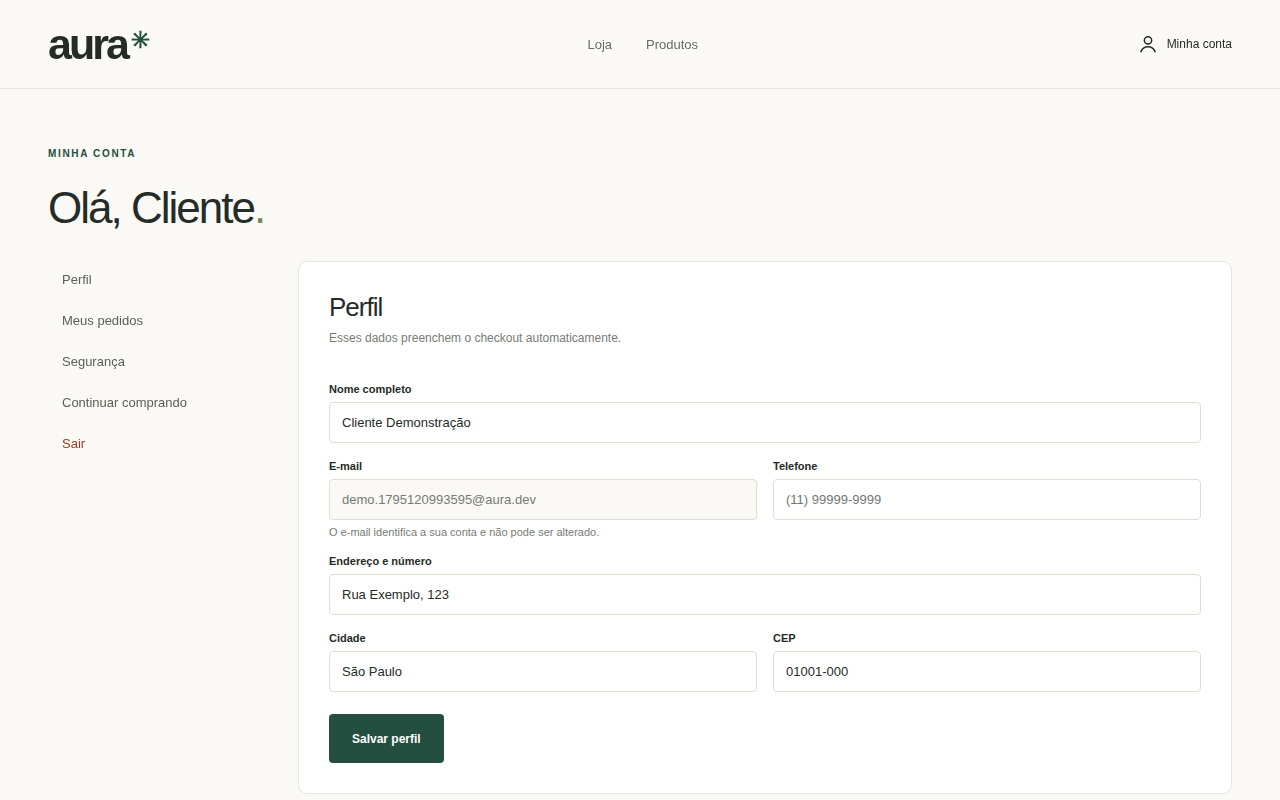 aura
Loja
Produtos
Minha conta
MINHA CONTA
Olá, Cliente.
Perfil
Meus pedidos
Segurança
Continuar comprando
Sair
Perfil
Esses dados preenchem o checkout automaticamente.
Nome completo
Cliente Demonstração
E-mail
Telefone
demo.1795120993595@aura.dev
(11) 99999-9999
O e-mail identifica a sua conta e não pode ser alterado.
Endereço e número
Rua Exemplo, 123
Cidade
CEP
São Paulo
01001-000
Salvar perfil